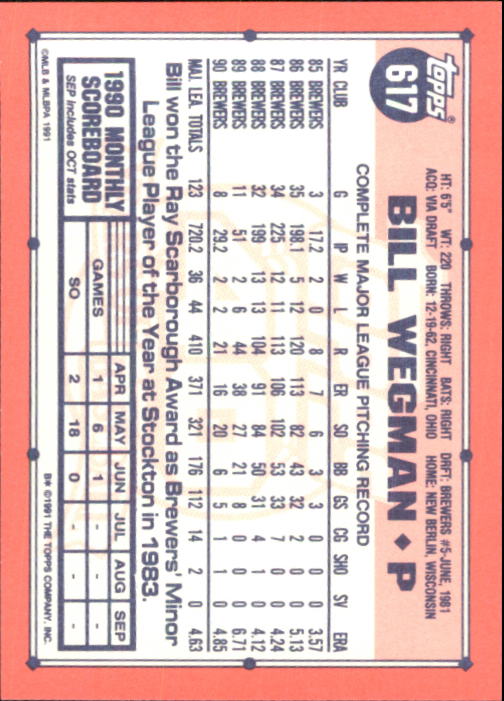 TOPPS®
617
BILL WEGMAN ♦ P
HT: 6'5" WT: 220 THROWS: RIGHT BATS: RIGHT DRFT: BREWERS #5-JUNE, 1981
ACQ: VIA DRAFT BORN: 12-19-62, CINCINNATI, OHIO HOME: NEW BERLIN, WISCONSIN
COMPLETE MAJOR LEAGUE PITCHING RECORD
YR CLUB G IP W L R ER SO BB GS CG SHO SV ERA
85 BREWERS 3 17.2 2 0 8 7 6 3 3 0 0 0 3.57
86 BREWERS 35 198.1 5 12 120 113 82 43 32 2 0 0 5.13
87 BREWERS 34 225 12 11 113 106 102 53 33 7 0 0 4.24
88 BREWERS 32 199 13 13 104 91 84 50 31 4 1 0 4.12
89 BREWERS 11 51 2 6 44 38 27 21 8 0 0 0 6.71
90 BREWERS 8 29.2 2 2 21 16 20 6 5 1 1 0 4.85
MAJ. LEA. TOTALS 123 720.2 36 44 410 371 321 176 112 14 2 0 4.63
Bill won the Ray Scarborough Award as Brewers' Minor
League Player of the Year at Stockton in 1983.
1990 MONTHLY
SCOREBOARD
SEP includes OCT stats
APR MAY JUN JUL AUG SEP
GAMES 1 6 1 - - -
SO 2 18 0 - - -
©MLB & MLBPA 1991
B* ©1991 THE TOPPS COMPANY, INC.